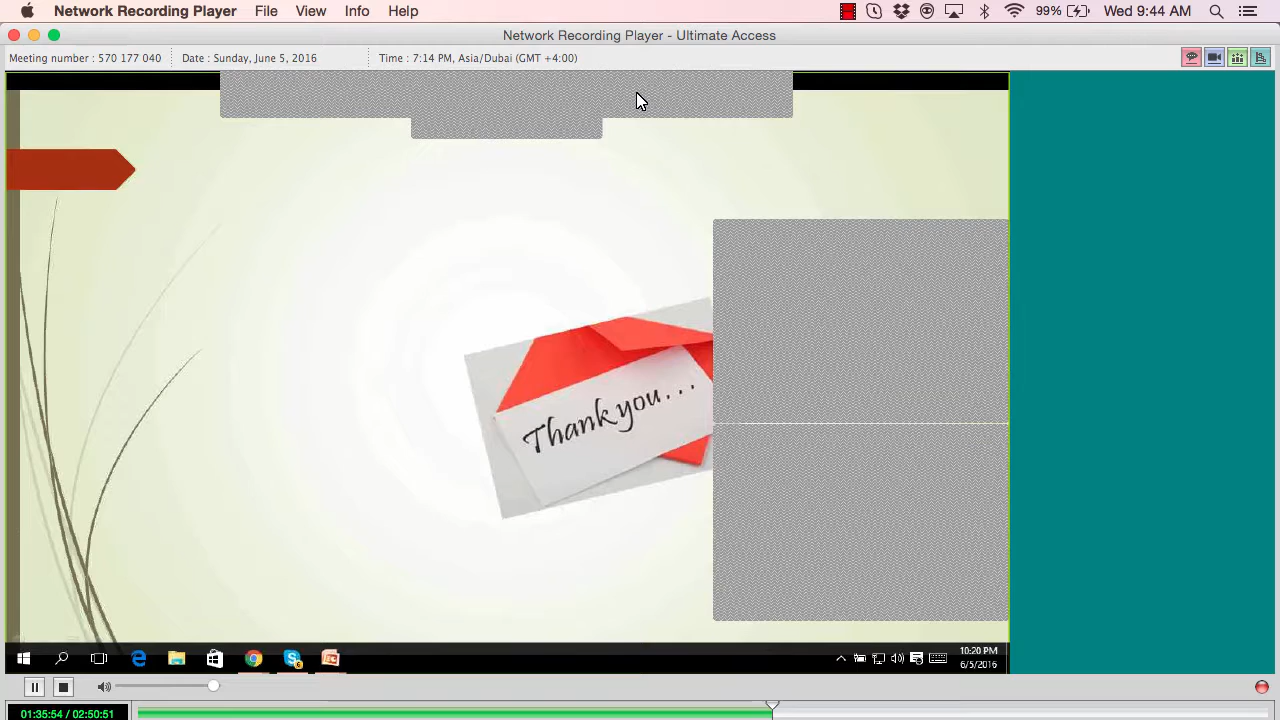 Network Recording Player File View Info Help 99% Wed 9:44 AM
Network Recording Player - Ultimate Access
Meeting number : 570 177 040 Date : Sunday, June 5, 2016 Time : 7:14 PM, Asia/Dubai(GMT +4:00)
Thank you...
6
10:20 PM
6/5/2016
01:35:54 / 02:50:51